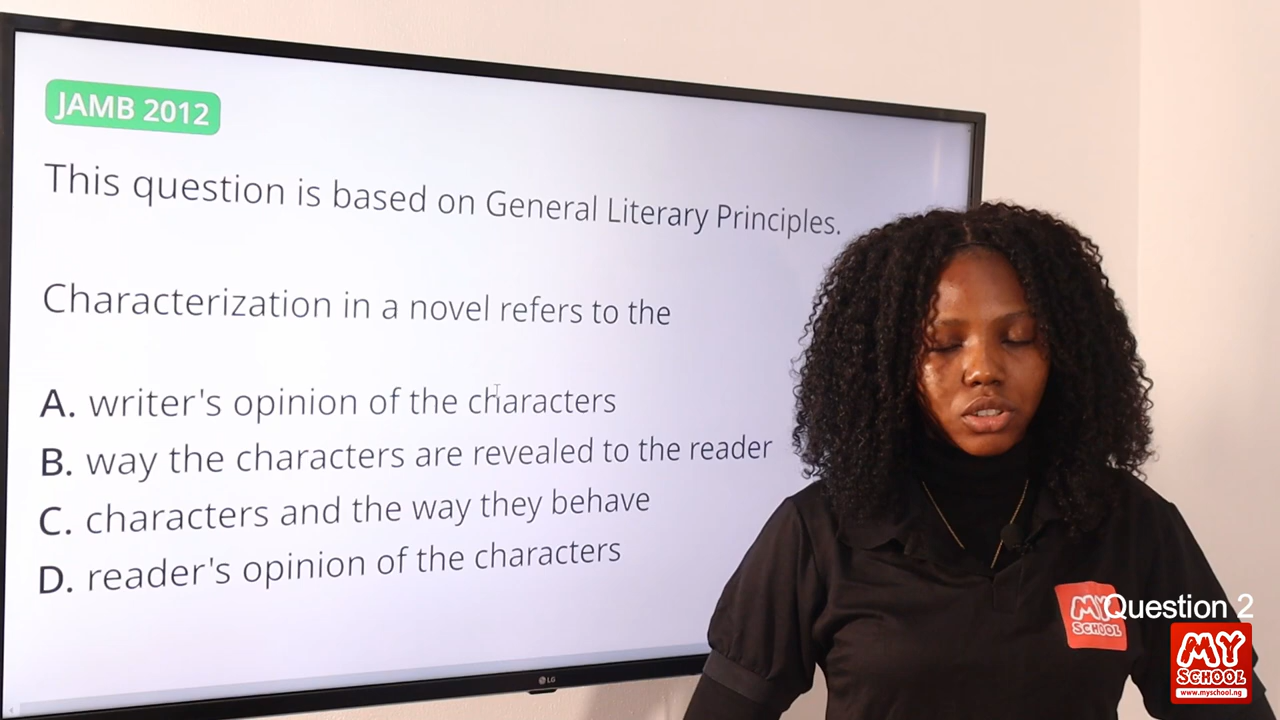 JAMB 2012
This question is based on General Literary Principles.
Characterization in a novel refers to the
A. writer's opinion of the characters
B. way the characters are revealed to the reader
C. characters and the way they behave
D. reader's opinion of the characters
LG
MY
SCHOOL
Question 2
MY
SCHOOL
www.myschool.ng